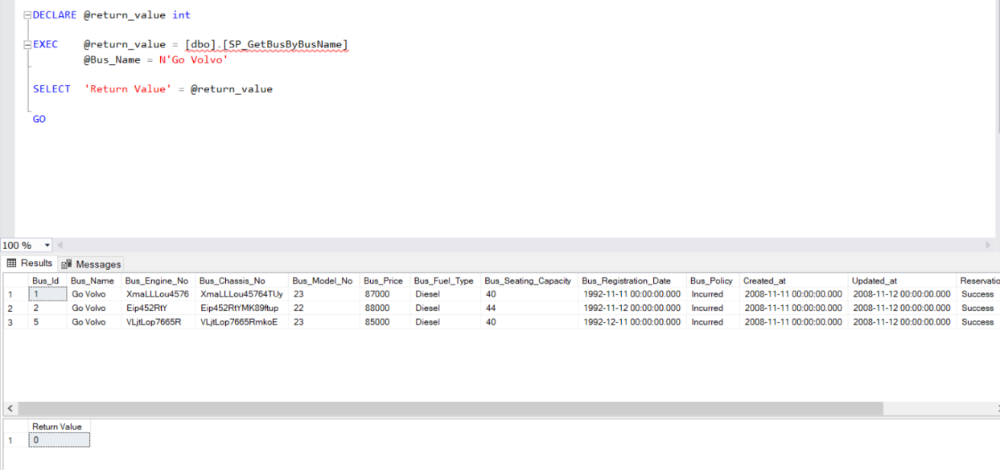 DECLARE @return_value int
EXEC @return_value = [dbo].[SP_GetBusByBusName]
@Bus_Name = N'Go Volvo'
SELECT 'Return Value' = @return_value
GO
100 %
Results Messages
Bus_Id Bus_Name Bus_Engine_No Bus_Chassis_No Bus_Model_No Bus_Price Bus_Fuel_Type Bus_Seating_Capacity Bus_Registration_Date Bus_Policy Created_at Updated_at Reservatio
1 1 Go Volvo XmaLLLou4576 XmaLLLou45764TUy 23 87000 Diesel 40 1992-11-11 00:00:00.000 Incurred 2008-11-11 00:00:00.000 2008-11-12 00:00:00.000 Success
2 2 Go Volvo Eip452RtY Eip452RtYMK89ftup 22 88000 Diesel 44 1992-11-11 00:00:00.000 Incurred 2008-11-11 00:00:00.000 2008-11-12 00:00:00.000 Success
3 5 Go Volvo VLjtLop7665R VLjtLop7665RmkoE 23 85000 Diesel 40 1992-12-11 00:00:00.000 Incurred 2008-11-11 00:00:00.000 2008-11-12 00:00:00.000 Success
Return Value
1 0